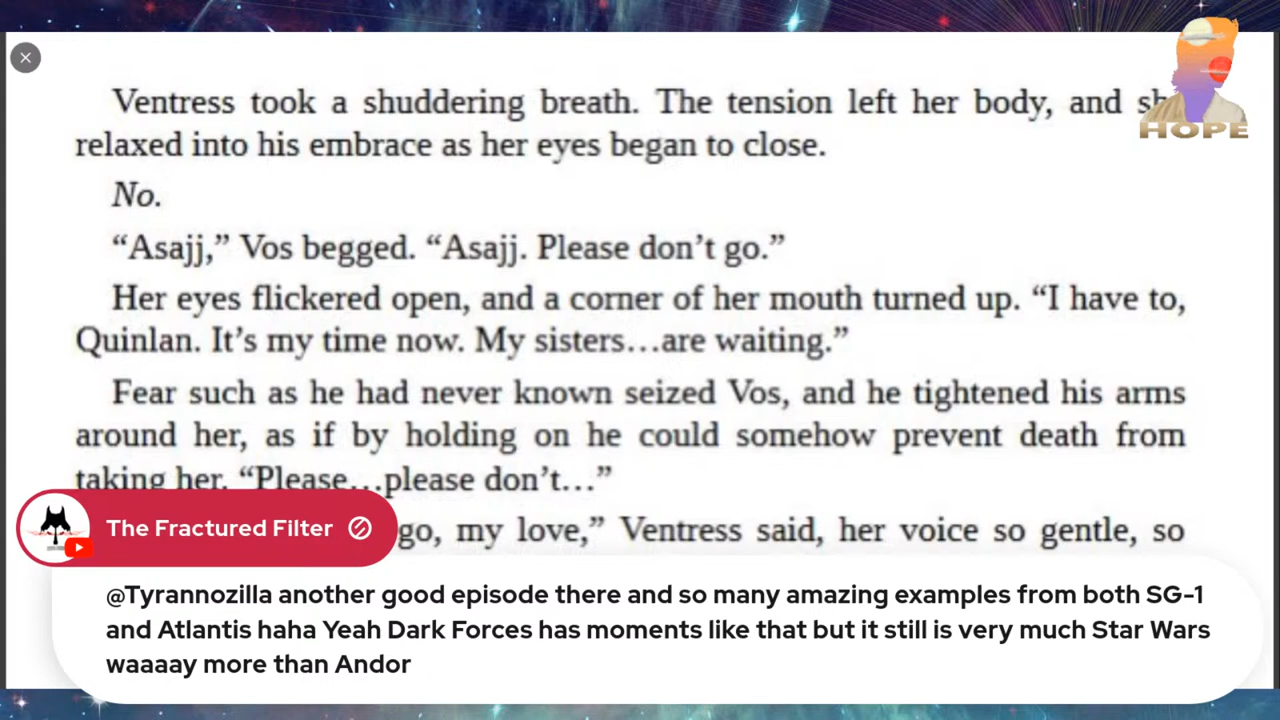 HOPE
Ventress took a shuddering breath. The tension left her body, and sh
relaxed into his embrace as her eyes began to close.
No.
“Asajj,” Vos begged. “Asajj. Please don’t go.”
Her eyes flickered open, and a corner of her mouth turned up. “I have to,
Quinlan. It’s my time now. My sisters…are waiting.”
Fear such as he had never known seized Vos, and he tightened his arms
around her, as if by holding on he could somehow prevent death from
taking her. “Please…please don’t…”
go, my love,” Ventress said, her voice so gentle, so
The Fractured Filter
@Tyrannozilla another good episode there and so many amazing examples from both SG-1
and Atlantis haha Yeah Dark Forces has moments like that but it still is very much Star Wars
waaaay more than Andor